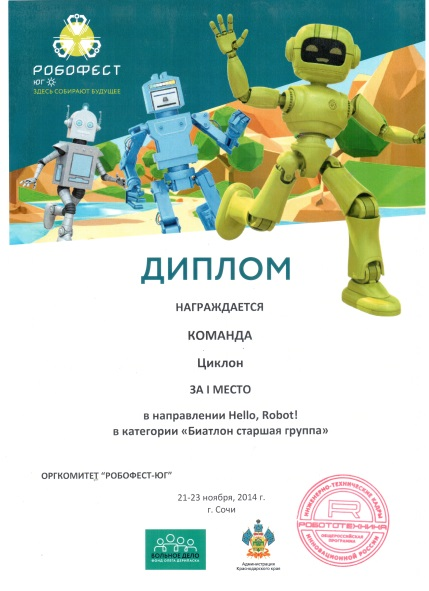 РОБОФЕСТ
ЮГ
ЗДЕСЬ СОБИРАЮТ БУДУЩЕЕ
ДИПЛОМ
НАГРАЖДАЕТСЯ
КОМАНДА
Циклон
ЗА I МЕСТО
в направлении Hello, Robot!
в категории «Биатлон старшая группа»
ОРГКОМИТЕТ "РОБОФЕСТ-ЮГ"
21-23 ноября, 2014 г.
г. Сочи
ИНЖЕНЕРНО-ТЕХНИЧЕСКИЕ КАДРЫ
R
РОБОТОТЕХНИКА
ОБЩЕРОССИЙСКАЯ
ПРОГРАММА
ИННОВАЦИОННОЙ РОССИИ
ВОЛЬНОЕ ДЕЛО
ФОНД ОЛЕГА ДЕРИПАСКА
Администрация
Краснодарского края